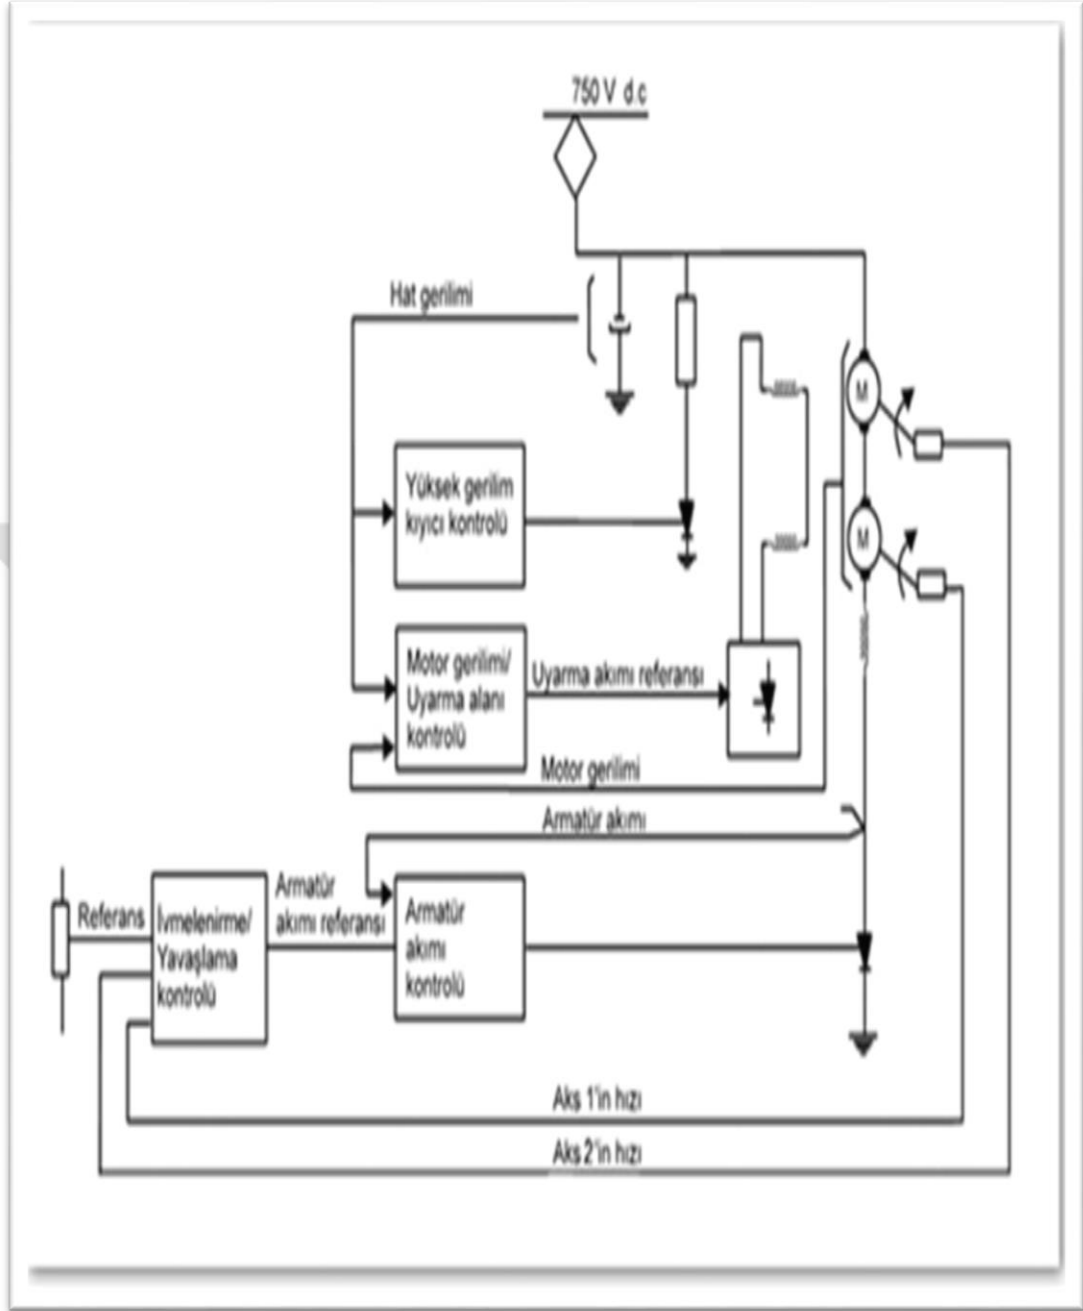 750 V d.c
Hat gerilimi
M
Yüksek gerilim
kıyıcı kontrolü
M
Motor gerilimi/
Uyarma alanı
kontrolü
Uyarma akımı referansı
Motor gerilimi
Armatür akımı
Referans
İvmelenirme/
Yavaşlama
kontrolü
Armatür
akımı referansı
Armatür
akımı
kontrolü
Aks 1'in hızı
Aks 2'in hızı